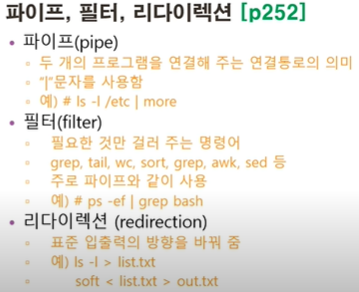 파이프, 필터, 리다이렉션 [p252]
• 파이프(pipe)
▫ 두 개의 프로그램을 연결해 주는 연결통로의 의미
▫ "|"문자를 사용함
▫ 예) # ls -l /etc | more
• 필터(filter)
▫ 필요한 것만 걸러 주는 명령어
▫ grep, tail, wc, sort, grep, awk, sed 등
▫ 주로 파이프와 같이 사용
▫ 예) # ps -ef | grep bash
• 리다이렉션 (redirection)
▫ 표준 입출력의 방향을 바꿔 줌
▫ 예) ls -l > list.txt
▫ soft < list.txt > out.txt